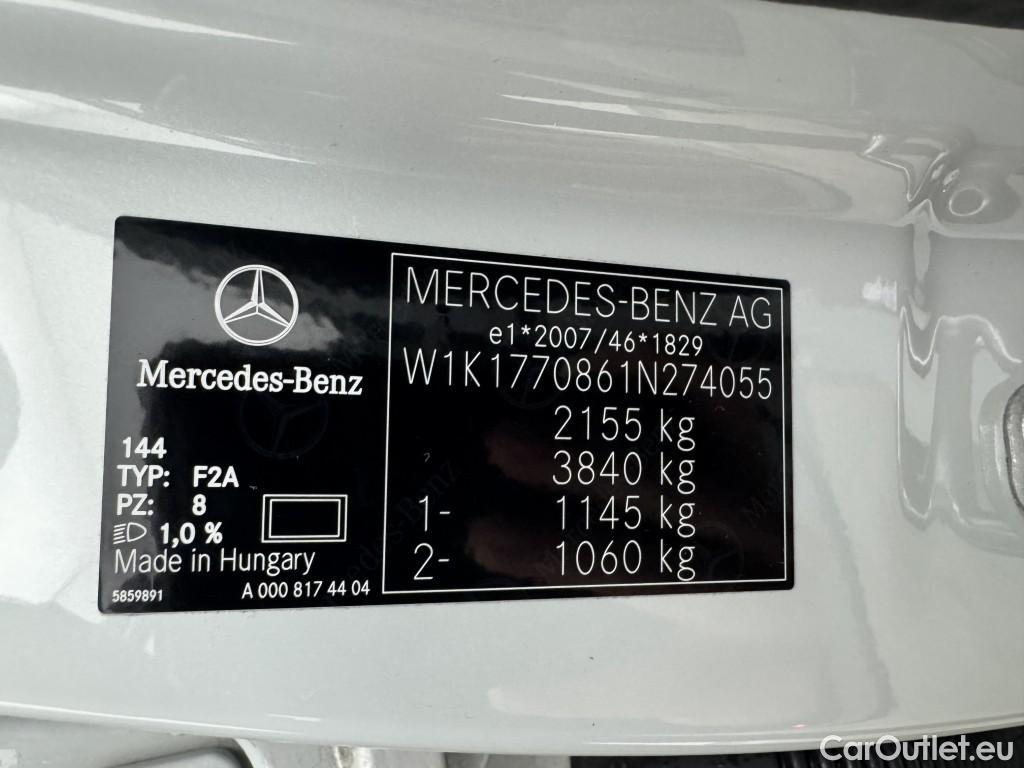 Mercedes-Benz
144
TYP: F2A
PZ: 8
1,0 %
Made in Hungary
5859891 A 000 817 44 04
MERCEDES-BENZ AG
e1*2007/46*1829
W1K1770861N274055
2155 kg
3840 kg
1- 1145 kg
2- 1060 kg
CarOutlet.eu